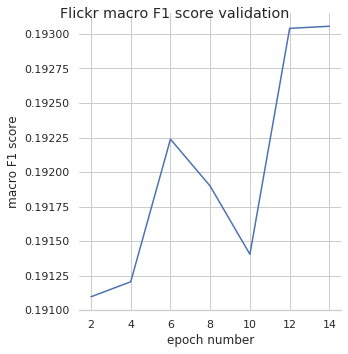 Flickr macro F1 score validation
0.19300
0.19275
0.19250
0.19225
0.19200
0.19175
0.19150
0.19125
0.19100
macro F1 score
2 4 6 8 10 12 14
epoch number